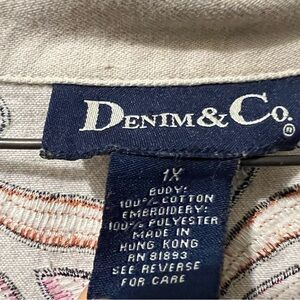 DENIM & CO.®
1X
BODY:
100% COTTON
EMBROIDERY:
100% POLYESTER
MADE IN
HONG KONG
RN 81893
SEE REVERSE
FOR CARE